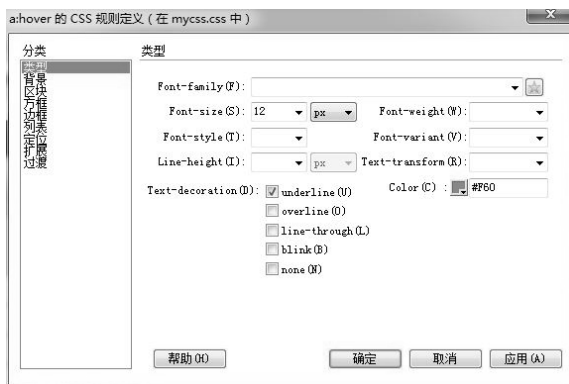 a:hover 的 CSS 规则定义（在 mycss.css 中）
分类
类型
背景
区块
方框
边框
列表
定位
扩展
过渡
类型
Font-family(F):
Font-size(S): 12 px Font-weight(W):
Font-style(T): Font-variant(V):
Line-height(I): px Text-transform(R):
Text-decoration(D): underline(U) Color(C) : #F60
overline(O)
line-through(L)
blink(B)
none(N)
帮助(H) 确定 取消 应用(A)